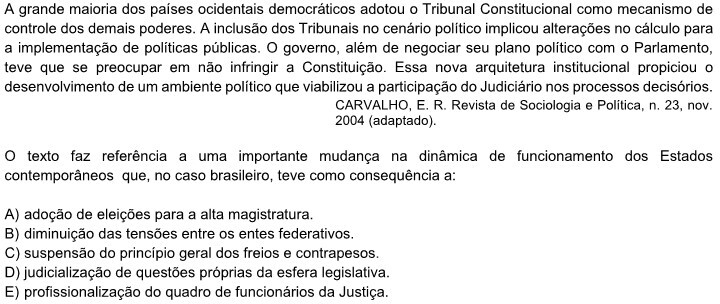 A grande maioria dos países ocidentais democráticos adotou o Tribunal Constitucional como mecanismo de
controle dos demais poderes. A inclusão dos Tribunais no cenário político implicou alterações no cálculo para
a implementação de políticas públicas. O governo, além de negociar seu plano político com o Parlamento,
teve que se preocupar em não infringir a Constituição. Essa nova arquitetura institucional propiciou o
desenvolvimento de um ambiente político que viabilizou a participação do Judiciário nos processos decisórios.
CARVALHO, E. R. Revista de Sociologia e Política, n. 23, nov.
2004 (adaptado).
O texto faz referência a uma importante mudança na dinâmica de funcionamento dos Estados
contemporâneos que, no caso brasileiro, teve como consequência a:
A) adoção de eleições para a alta magistratura.
B) diminuição das tensões entre os entes federativos.
C) suspensão do princípio geral dos freios e contrapesos.
D) judicialização de questões próprias da esfera legislativa.
E) profissionalização do quadro de funcionários da Justiça.